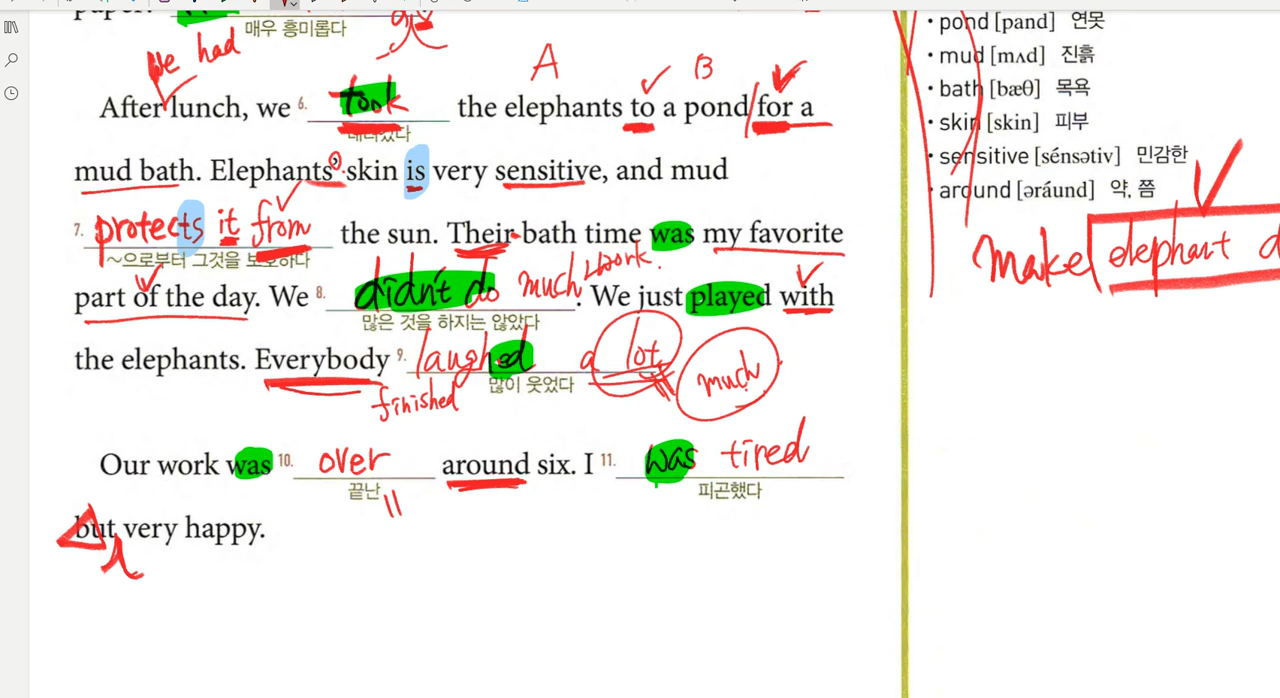 paper.
매우 흥미롭다
we had
A B
After lunch, we 6. took the elephants to a pond for a
mud bath. Elephants' skin is very sensitive, and mud
7. protects it from the sun. Their bath time was my favorite
~으로부터 그것을 보호하다
part of the day. We 8. didn't do much work. We just played with
많은 것을 하지는 않았다
the elephants. Everybody 9. laughed a lot much
많이 웃었다
finished
Our work was 10. over around six. I 11. was tired
끝난 피곤했다
but very happy.
• pond [pand] 연못
• mud [mʌd] 진흙
• bath [bæθ] 목욕
• skin [skin] 피부
• sensitive [sénsətiv] 민감한
• around [əráund] 약, 쯤
make elephant d